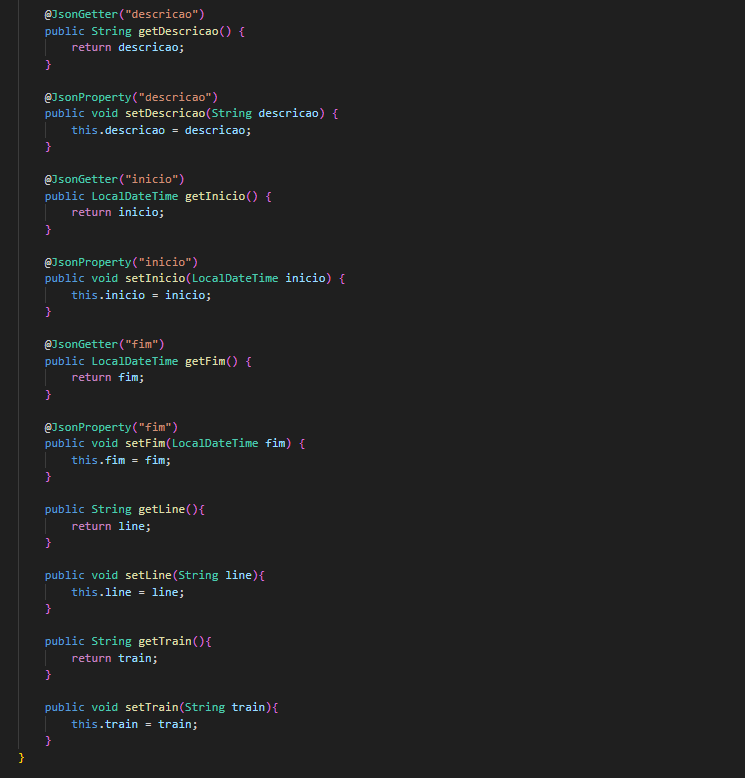 @JsonGetter("descricao")
public String getDescricao() {
return descricao;
}
@JsonProperty("descricao")
public void setDescricao(String descricao) {
this.descricao = descricao;
}
@JsonGetter("inicio")
public LocalDateTime getInicio() {
return inicio;
}
@JsonProperty("inicio")
public void setInicio(LocalDateTime inicio) {
this.inicio = inicio;
}
@JsonGetter("fim")
public LocalDateTime getFim() {
return fim;
}
@JsonProperty("fim")
public void setFim(LocalDateTime fim) {
this.fim = fim;
}
public String getLine(){
return line;
}
public void setLine(String line){
this.line = line;
}
public String getTrain(){
return train;
}
public void setTrain(String train){
this.train = train;
}
}